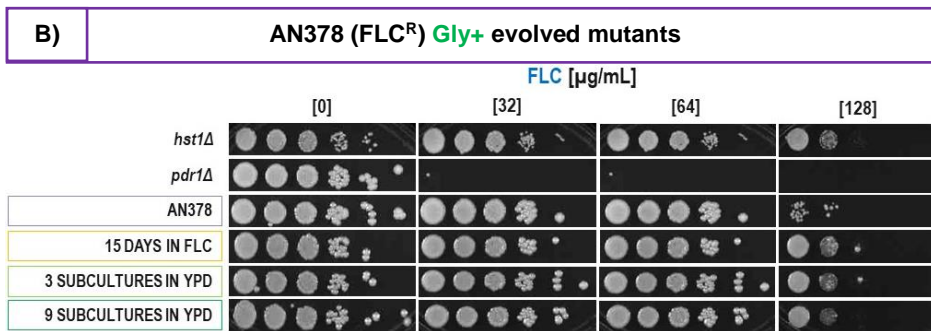 B) AN378 (FLCᴿ) Gly+ evolved mutants
FLC [µg/mL]
[0] [32] [64] [128]
hst1Δ
pdr1Δ
AN378
15 DAYS IN FLC
3 SUBCULTURES IN YPD
9 SUBCULTURES IN YPD